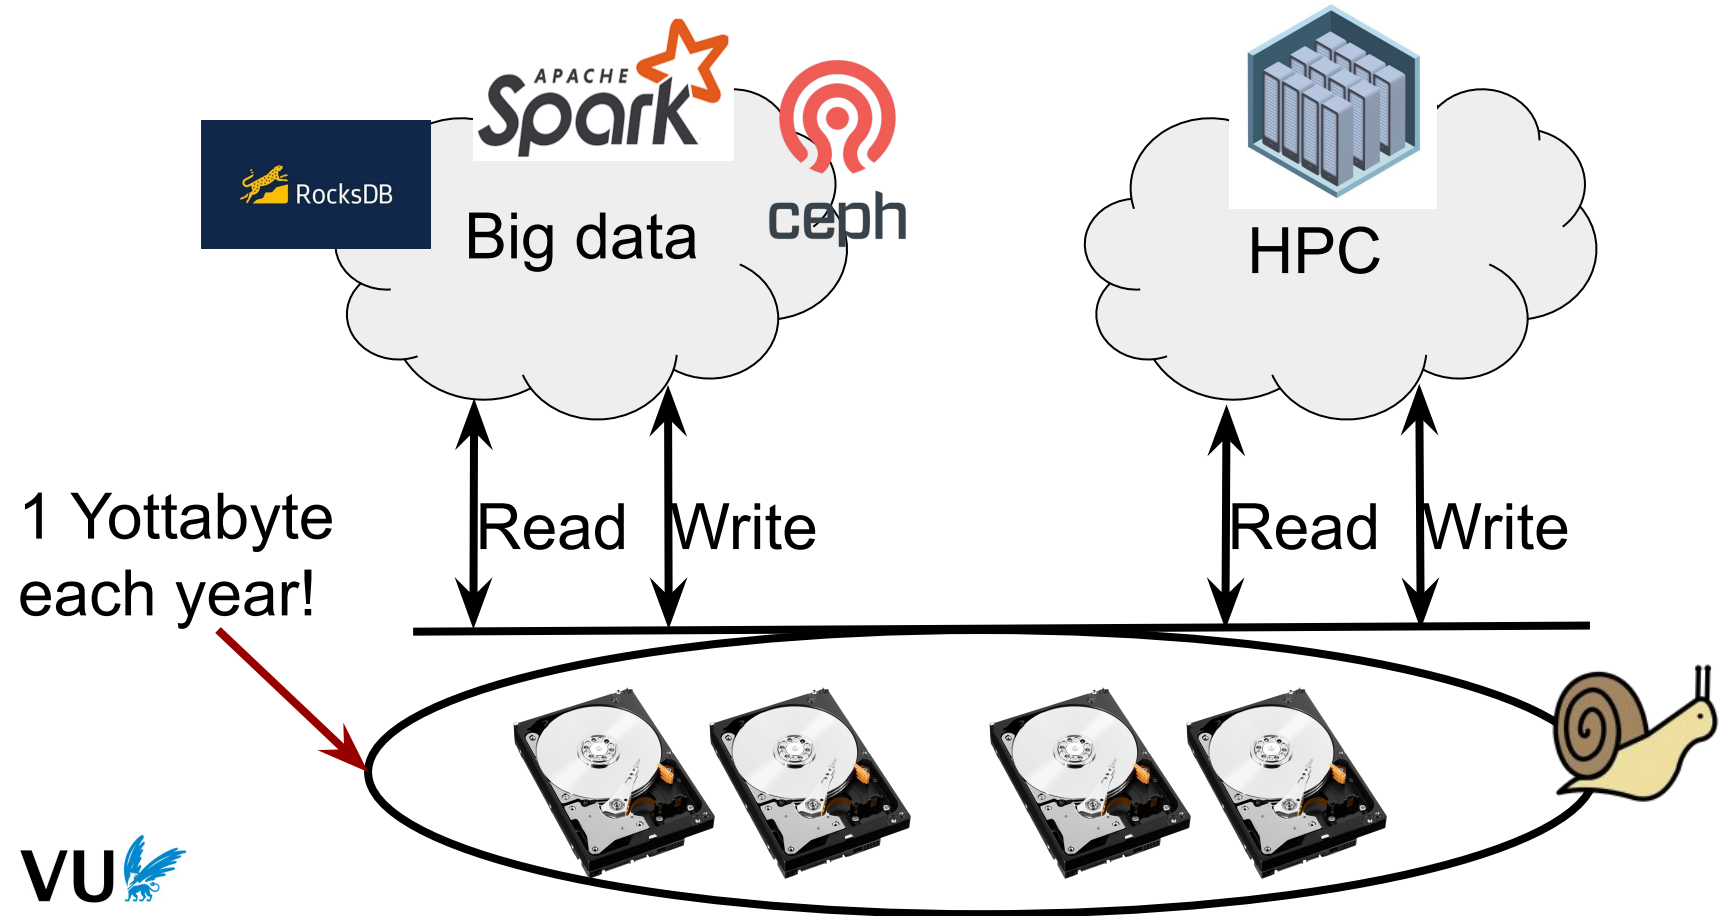 APACHE
Spark
RocksDB
ceph
Big data
HPC
1 Yottabyte
each year!
Read
Write
Read
Write
VU